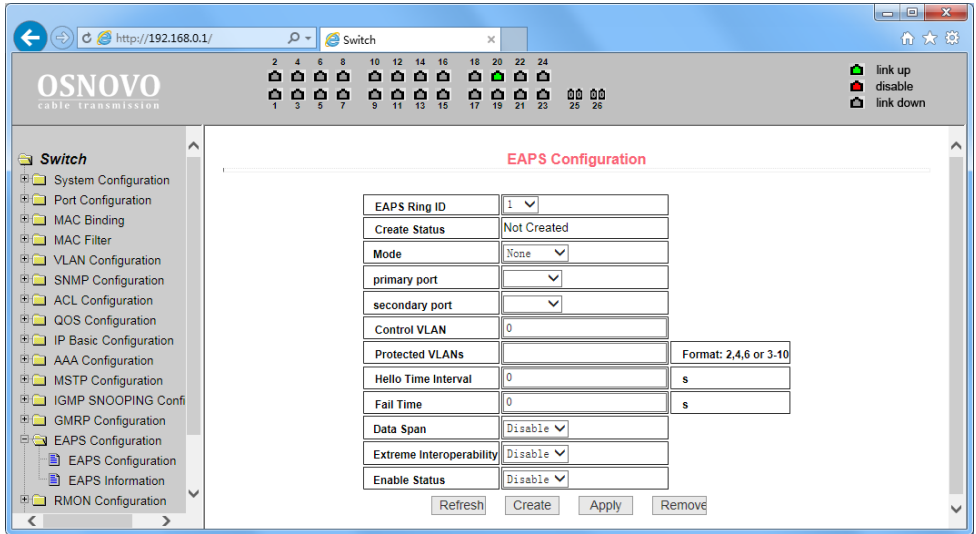 http://192.168.0.1/
Switch
OSNOVO
cable transmission
2 4 6 8 10 12 14 16 18 20 22 24
1 3 5 7 9 11 13 15 17 19 21 23 25 26
link up
disable
link down
Switch
System Configuration
Port Configuration
MAC Binding
MAC Filter
VLAN Configuration
SNMP Configuration
ACL Configuration
QOS Configuration
IP Basic Configuration
AAA Configuration
MSTP Configuration
IGMP SNOOPING Confi
GMRP Configuration
EAPS Configuration
EAPS Configuration
EAPS Information
RMON Configuration
EAPS Configuration
EAPS Ring ID 1
Create Status Not Created
Mode None
primary port
secondary port
Control VLAN 0
Protected VLANs Format: 2,4,6 or 3-10
Hello Time Interval 0 s
Fail Time 0 s
Data Span Disable
Extreme Interoperability Disable
Enable Status Disable
Refresh Create Apply Remove